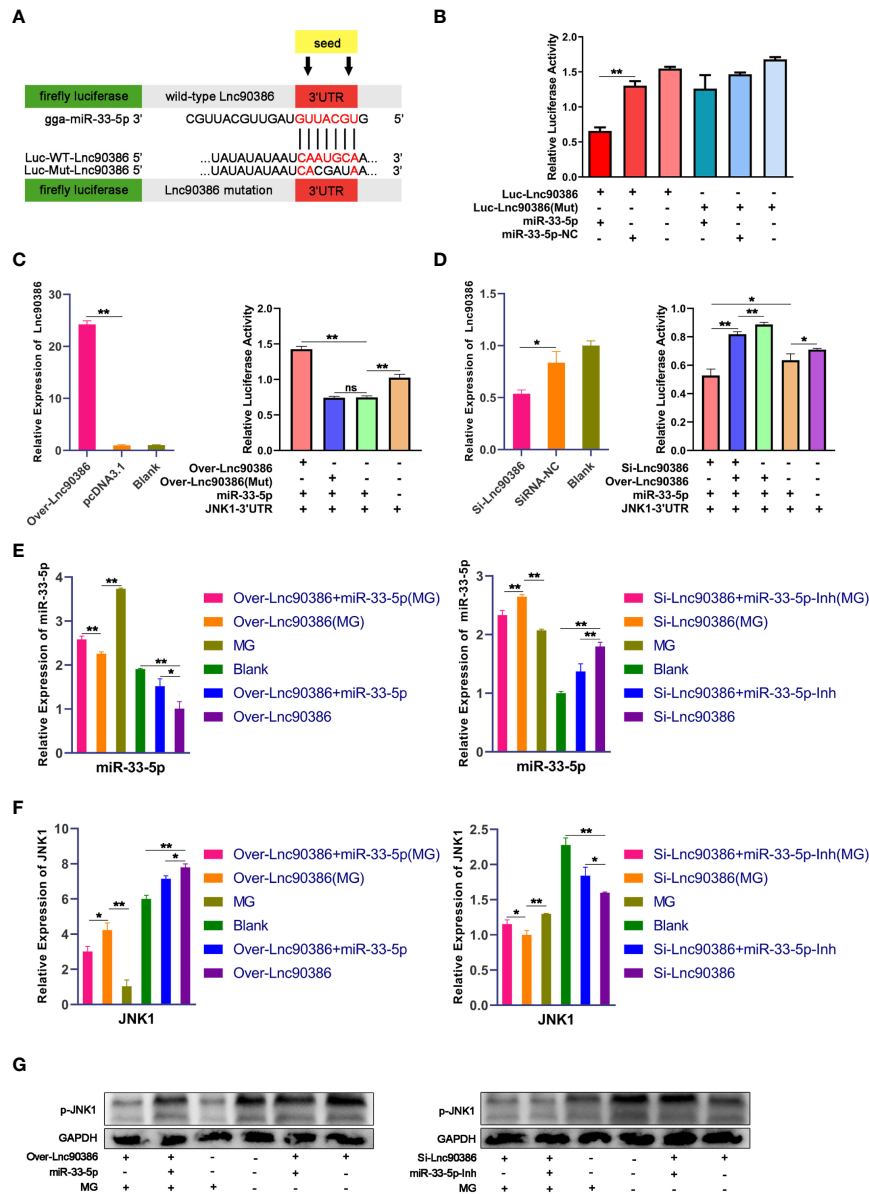 A
seed
firefly luciferase wild-type Lnc90386 3'UTR
gga-miR-33-5p 3' CGUUACGUUGAUGUUACGUG 5'
Luc-WT-Lnc90386 5' ...UAUAUAUAAUCAAUGCAA... 3'
Luc-Mut-Lnc90386 5' ...UAUAUAUAAUCACGAUAA... 3'
firefly luciferase Lnc90386 mutation 3'UTR
B
Relative Luciferase Activity
2.0
1.5
1.0
0.5
0.0
**
Luc-Lnc90386 + + + - - -
Luc-Lnc90386(Mut) - - - + + +
miR-33-5p + - - + - -
miR-33-5p-NC - + - - + -
C
Relative Expression of Lnc90386
30
20
10
0
**
Over-Lnc90386
pcDNA3.1
Blank
Relative Luciferase Activity
2.0
1.5
1.0
0.5
0.0
**
**
ns
Over-Lnc90386 + - - -
Over-Lnc90386(Mut) - + - -
miR-33-5p + + + -
JNK1-3'UTR + + + +
D
Relative Expression of Lnc90386
1.5
1.0
0.5
0.0
*
Si-Lnc90386
SiRNA-NC
Blank
Relative Luciferase Activity
1.0
0.8
0.6
0.4
0.2
0.0
*
** **
*
Si-Lnc90386 + + - - -
Over-Lnc90386 - + + - -
miR-33-5p + + + + -
JNK1-3'UTR + + + + +
E
Relative Expression of miR-33-5p
4
3
2
1
0
**
**
**
*
miR-33-5p
Over-Lnc90386+miR-33-5p(MG)
Over-Lnc90386(MG)
MG
Blank
Over-Lnc90386+miR-33-5p
Over-Lnc90386
Relative Expression of miR-33-5p
3
2
1
0
** **
**
**
miR-33-5p
Si-Lnc90386+miR-33-5p-Inh(MG)
Si-Lnc90386(MG)
MG
Blank
Si-Lnc90386+miR-33-5p-Inh
Si-Lnc90386
F
Relative Expression of JNK1
10
8
6
4
2
0
* **
**
*
JNK1
Over-Lnc90386+miR-33-5p(MG)
Over-Lnc90386(MG)
MG
Blank
Over-Lnc90386+miR-33-5p
Over-Lnc90386
Relative Expression of JNK1
2.5
2.0
1.5
1.0
0.5
0.0
* **
**
*
JNK1
Si-Lnc90386+miR-33-5p-Inh(MG)
Si-Lnc90386(MG)
MG
Blank
Si-Lnc90386+miR-33-5p-Inh
Si-Lnc90386
G
p-JNK1
GAPDH
Over-Lnc90386 + + - - + +
miR-33-5p - + - - + -
MG + + + - - -
p-JNK1
GAPDH
Si-Lnc90386 + + - - + +
miR-33-5p-Inh - + - - + -
MG + + + - - -